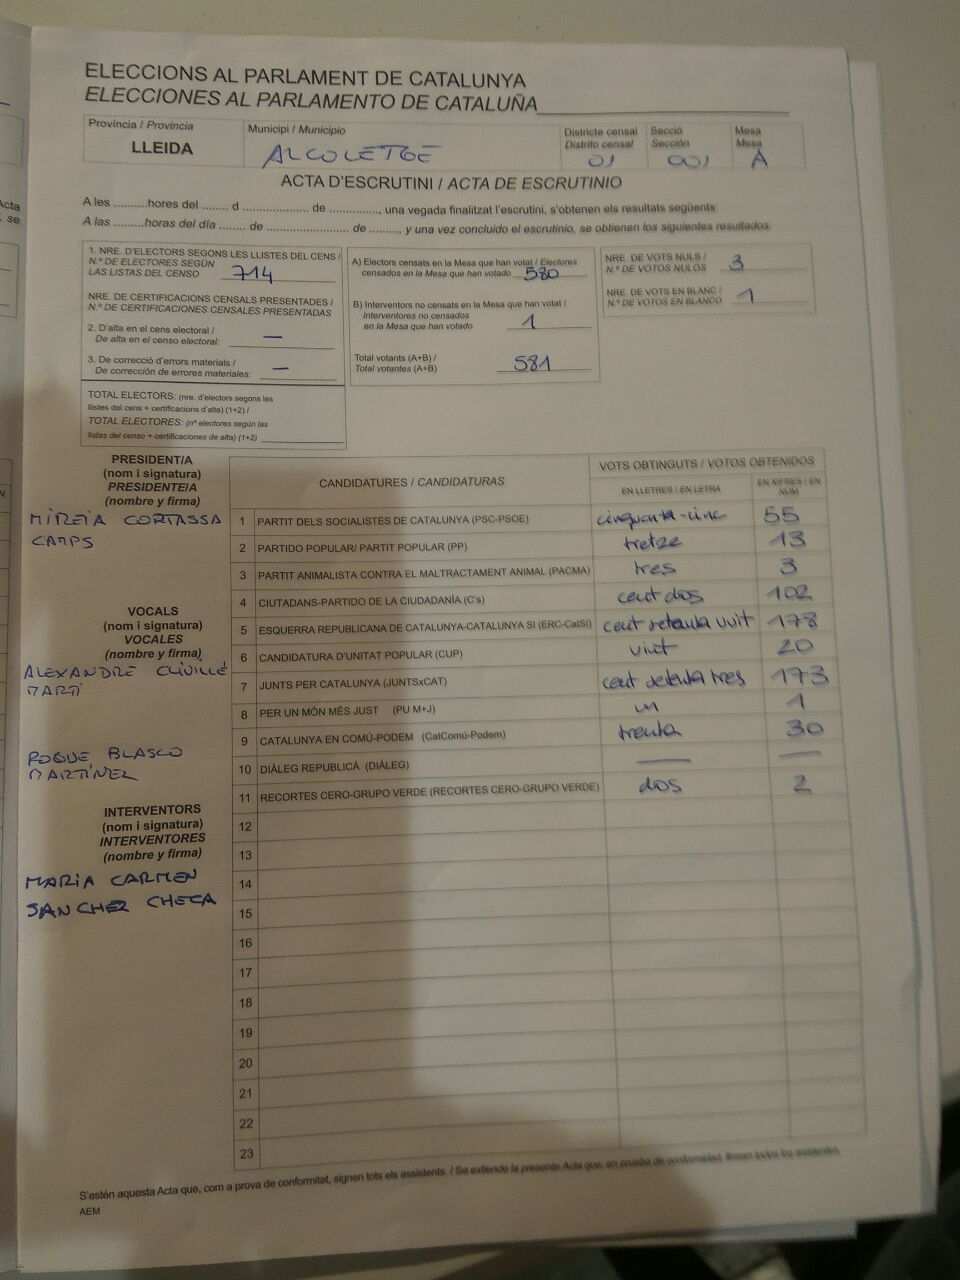 ELECCIONS AL PARLAMENT DE CATALUNYA
ELECCIONES AL PARLAMENTO DE CATALUÑA
Província / Provincia
LLEIDA
Municipi / Municipio
ALCOLETGE
Districte censal
Distrito censal
01
Secció
Sección
001
Mesa
Mesa
A
ACTA D'ESCRUTINI / ACTA DE ESCRUTINIO
A les ..........hores del ........ d .................... de ..............., una vegada finalitzat l'escrutini, s'obtenen els resultats següents
A las ..........horas del día ........ de .......................... de ........., y una vez concluido el escrutinio, se obtienen los siguientes resultados
1. NRE. D'ELECTORS SEGONS LES LLISTES DEL CENS /
N.º DE ELECTORES SEGÚN
LAS LISTAS DEL CENSO 714
NRE. DE CERTIFICACIONS CENSALS PRESENTADES /
N.º DE CERTIFICACIONES CENSALES PRESENTADAS
2. D'alta en el cens electoral /
De alta en el censo electoral: —
3. De correcció d'errors materials /
De corrección de errores materiales: —
TOTAL ELECTORS: (nre. d'electors segons les
llistes del cens + certificacions d'alta) (1+2) /
TOTAL ELECTORES: (nº electores según las
listas del censo + certificaciones de alta) (1+2)
A) Electors censats en la Mesa que han votat / Electores
censados en la Mesa que han votado 580
B) Interventors no censats en la Mesa que han votat /
Interventores no censados
en la Mesa que han votado 1
Total votants (A+B) /
Total votantes (A+B) 581
NRE. DE VOTS NULS /
N.º DE VOTOS NULOS 3
NRE. DE VOTS EN BLANC /
N.º DE VOTOS EN BLANCO 1
PRESIDENT/A
(nom i signatura)
PRESIDENTE/A
(nombre y firma)
MIREIA CORTASSA
CAMPS
VOCALS
(nom i signatura)
VOCALES
(nombre y firma)
ALEXANDRE CLIVILLÉ
MARTÍ
ROQUE BLASCO
MARTÍNEZ
INTERVENTORS
(nom i signatura)
INTERVENTORES
(nombre y firma)
MARIA CARMEN
SANCHEZ CHECA
CANDIDATURES / CANDIDATURAS
VOTS OBTINGUTS / VOTOS OBTENIDOS
EN LLETRES / EN LETRA
EN XIFRES / EN NÚM
1 PARTIT DELS SOCIALISTES DE CATALUNYA (PSC-PSOE) cinquanta-cinc 55
2 PARTIDO POPULAR/ PARTIT POPULAR (PP) tretze 13
3 PARTIT ANIMALISTA CONTRA EL MALTRACTAMENT ANIMAL (PACMA) tres 3
4 CIUTADANS-PARTIDO DE LA CIUDADANÍA (C's) cent dos 102
5 ESQUERRA REPUBLICANA DE CATALUNYA-CATALUNYA SÍ (ERC-CatSí) cent setanta vuit 178
6 CANDIDATURA D'UNITAT POPULAR (CUP) vint 20
7 JUNTS PER CATALUNYA (JUNTSxCAT) cent setenta tres 173
8 PER UN MÓN MÉS JUST (PU M+J) un 1
9 CATALUNYA EN COMÚ-PODEM (CatComú-Podem) trenta 30
10 DIÀLEG REPUBLICÀ (DIÀLEG) — —
11 RECORTES CERO-GRUPO VERDE (RECORTES CERO-GRUPO VERDE) dos 2
12
13
14
15
16
17
18
19
20
21
22
23
S'estén aquesta Acta que, com a prova de conformitat, signen tots els assistents. / Se extiende la presente Acta que, en prueba de conformidad, firman todos los asistentes.
AEM